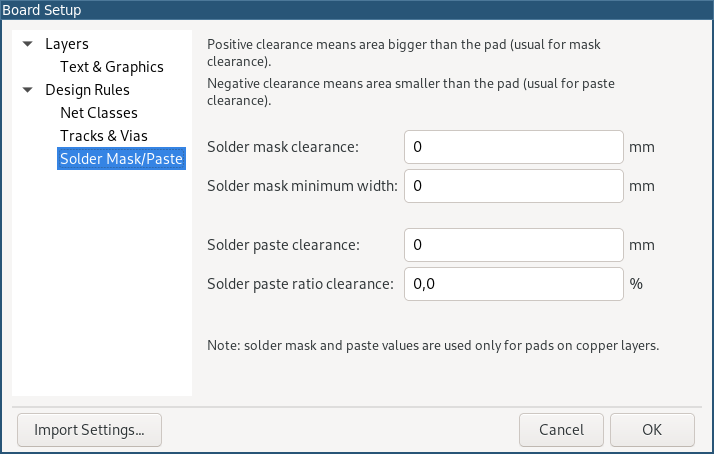 Board Setup
Layers
Text & Graphics
Design Rules
Net Classes
Tracks & Vias
Solder Mask/Paste
Positive clearance means area bigger than the pad (usual for mask
clearance).
Negative clearance means area smaller than the pad (usual for paste
clearance).
Solder mask clearance: 0 mm
Solder mask minimum width: 0 mm
Solder paste clearance: 0 mm
Solder paste ratio clearance: 0,0 %
Note: solder mask and paste values are used only for pads on copper layers.
Import Settings... Cancel OK